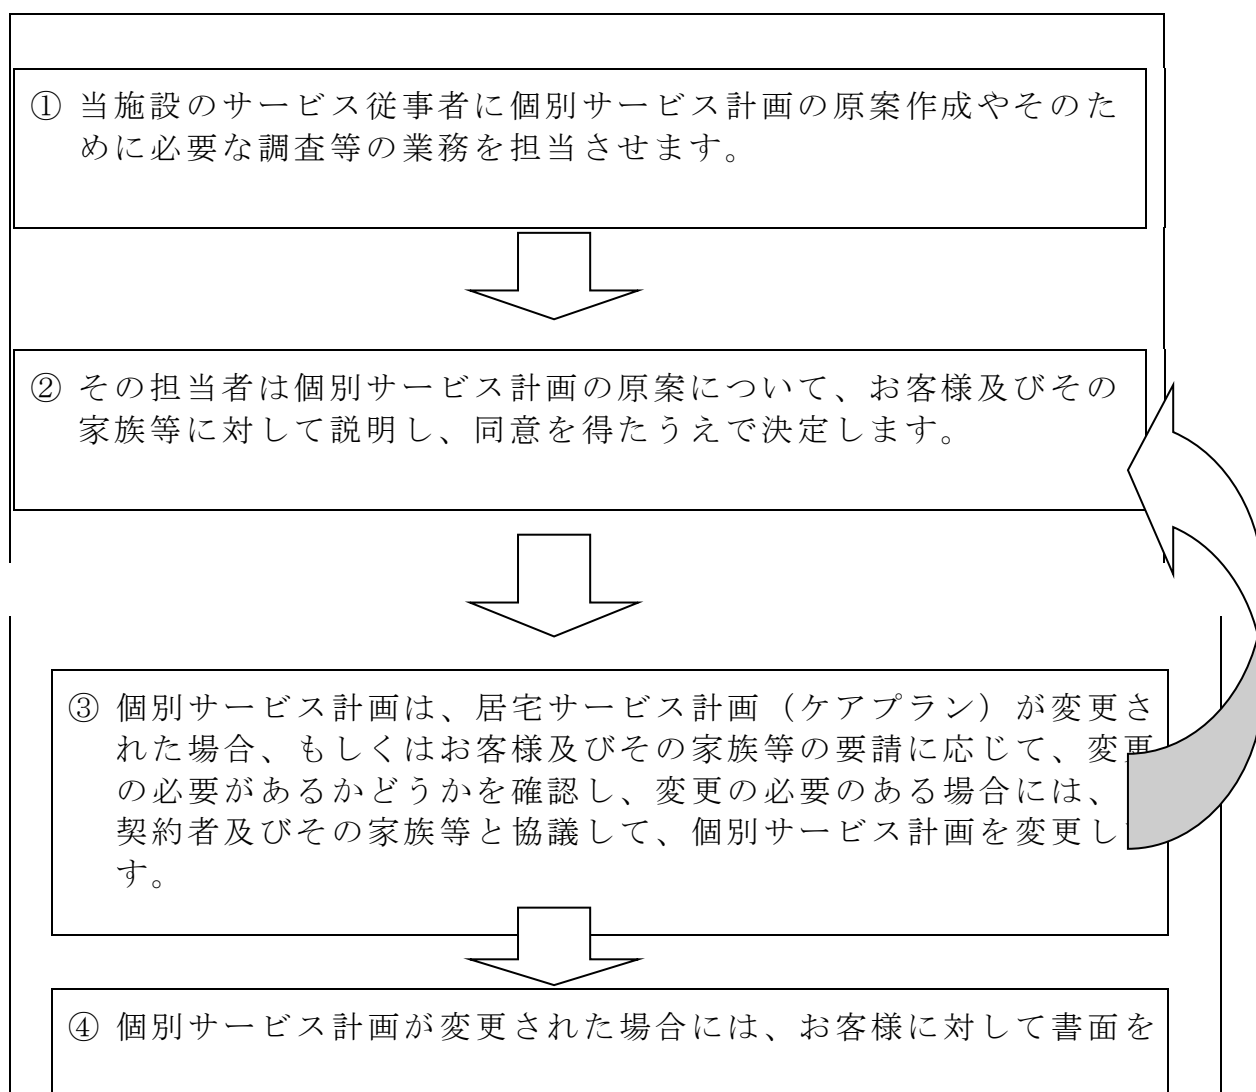 ① 当施設のサービス従事者に個別サービス計画の原案作成やそのた
めに必要な調査等の業務を担当させます。
② その担当者は個別サービス計画の原案について、お客様及びその
家族等に対して説明し、同意を得たうえで決定します。
③ 個別サービス計画は、居宅サービス計画（ケアプラン）が変更さ
れた場合、もしくはお客様及びその家族等の要請に応じて、変更
の必要があるかどうかを確認し、変更の必要のある場合には、
契約者及びその家族等と協議して、個別サービス計画を変更し
す。
④ 個別サービス計画が変更された場合には、お客様に対して書面を